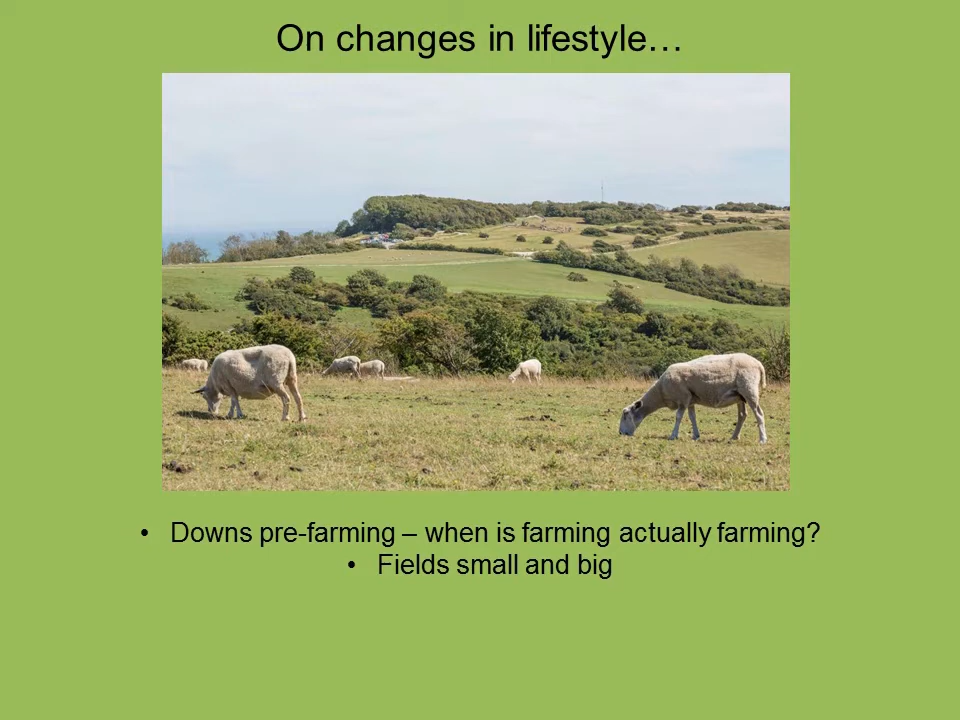 On changes in lifestyle…
• Downs pre-farming – when is farming actually farming?
• Fields small and big